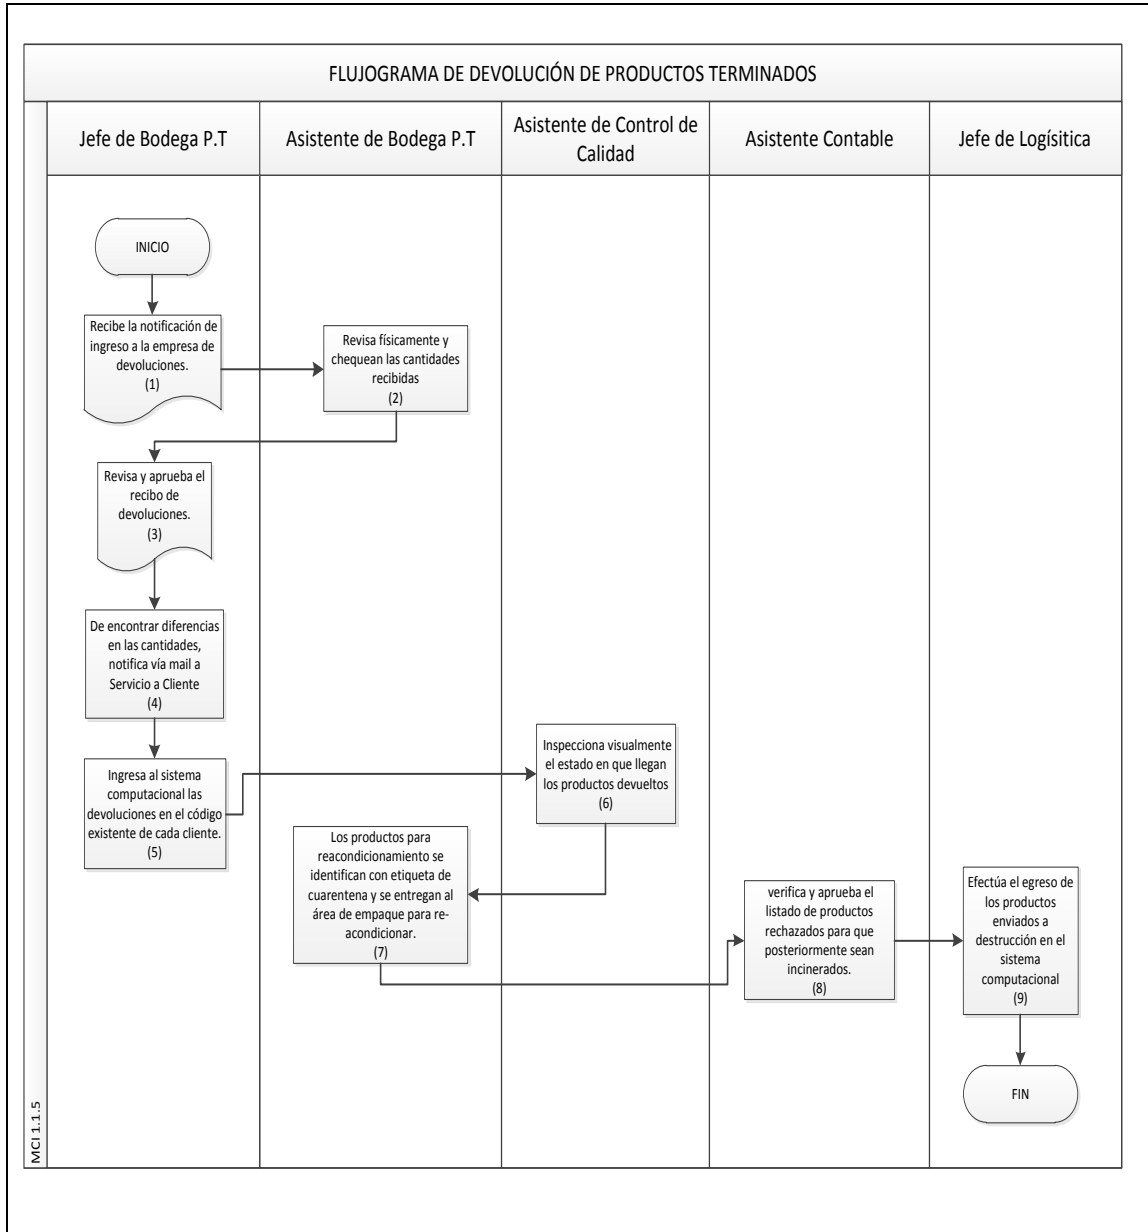 FLUJOGRAMA DE DEVOLUCIÓN DE PRODUCTOS TERMINADOS
Jefe de Bodega P.T
Asistente de Bodega P.T
Asistente de Control de
Calidad
Asistente Contable
Jefe de Logísitica
INICIO
Recibe la notificación de
ingreso a la empresa de
devoluciones.
(1)
Revisa físicamente y
chequean las cantidades
recibidas
(2)
Revisa y aprueba el
recibo de
devoluciones.
(3)
De encontrar diferencias
en las cantidades,
notifica vía mail a
Servicio a Cliente
(4)
Ingresa al sistema
computacional las
devoluciones en el código
existente de cada cliente.
(5)
Inspecciona visualmente
el estado en que llegan
los productos devueltos
(6)
Los productos para
reacondicionamiento se
identifican con etiqueta de
cuarentena y se entregan al
área de empaque para re-
acondicionar.
(7)
verifica y aprueba el
listado de productos
rechazados para que
posteriormente sean
incinerados.
(8)
Efectúa el egreso de
los productos
enviados a
destrucción en el
sistema
computacional
(9)
FIN
MCI 1.1.5